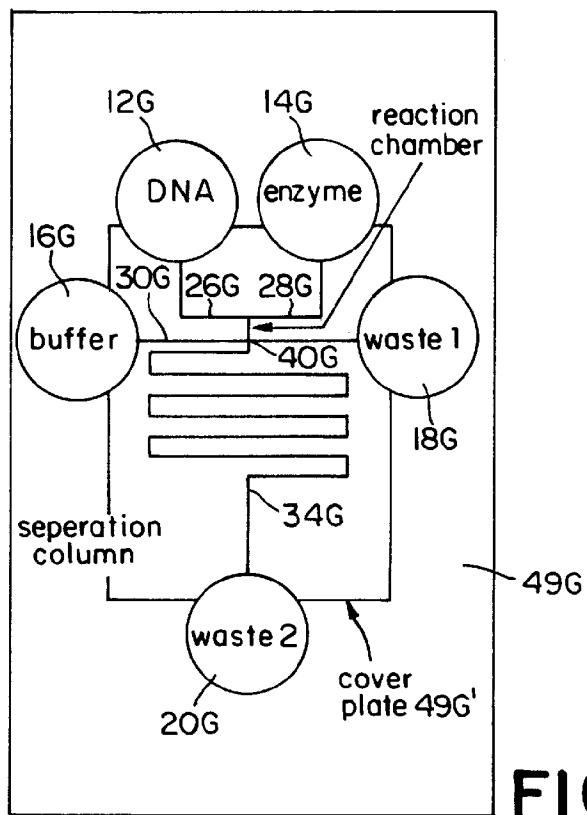 12G
14G
reaction
chamber
DNA
enzyme
16G
30G
26G
28G
buffer
40G
waste 1
18G
34G
seperation
column
49G
waste 2
cover
plate 49G'
20G
FIG